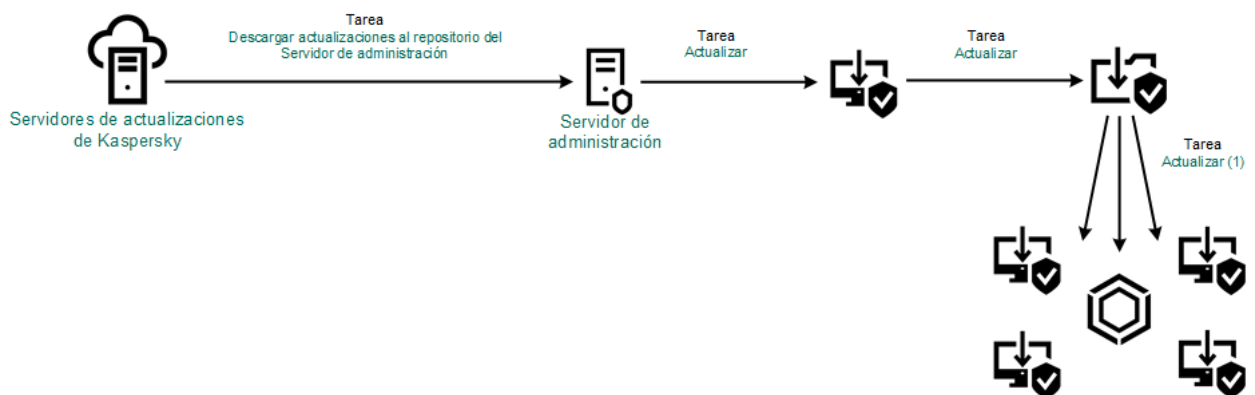 Tarea
Descargar actualizaciones al repositorio del
Servidor de administración
Tarea
Actualizar
Tarea
Actualizar
Servidores de actualizaciones
de Kaspersky
Servidor de
administración
Tarea
Actualizar (1)